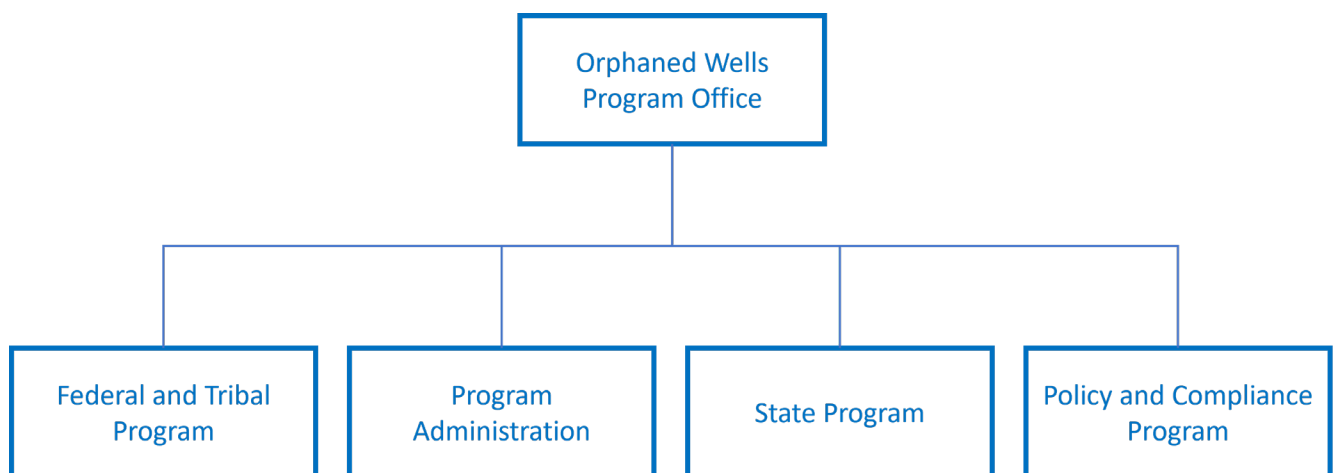 Orphaned Wells
Program Office
Federal and Tribal
Program
Program
Administration
State Program
Policy and Compliance
Program